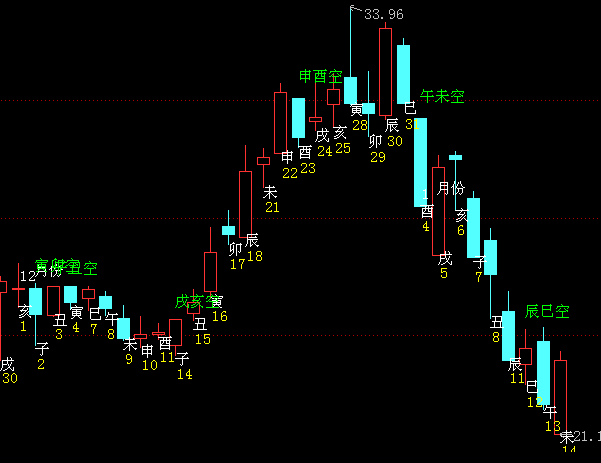 33.96
申酉空
午未空
寅 28
巳 31
戌 24
亥 25
辰 30
卯 29
申 22
酉 23
未 21
1 月份
酉 4
亥 6
戌 5
子 7
辰 18
卯 17
12月份
戌亥空
寅 16
辰巳空
亥 1
丑 3
寅 4
巳 7
午 8
丑 15
丑 8
子 2
未 9
申 10
酉 11
子 14
戌 30
辰 11
巳 12
午 13
未 14
21.1